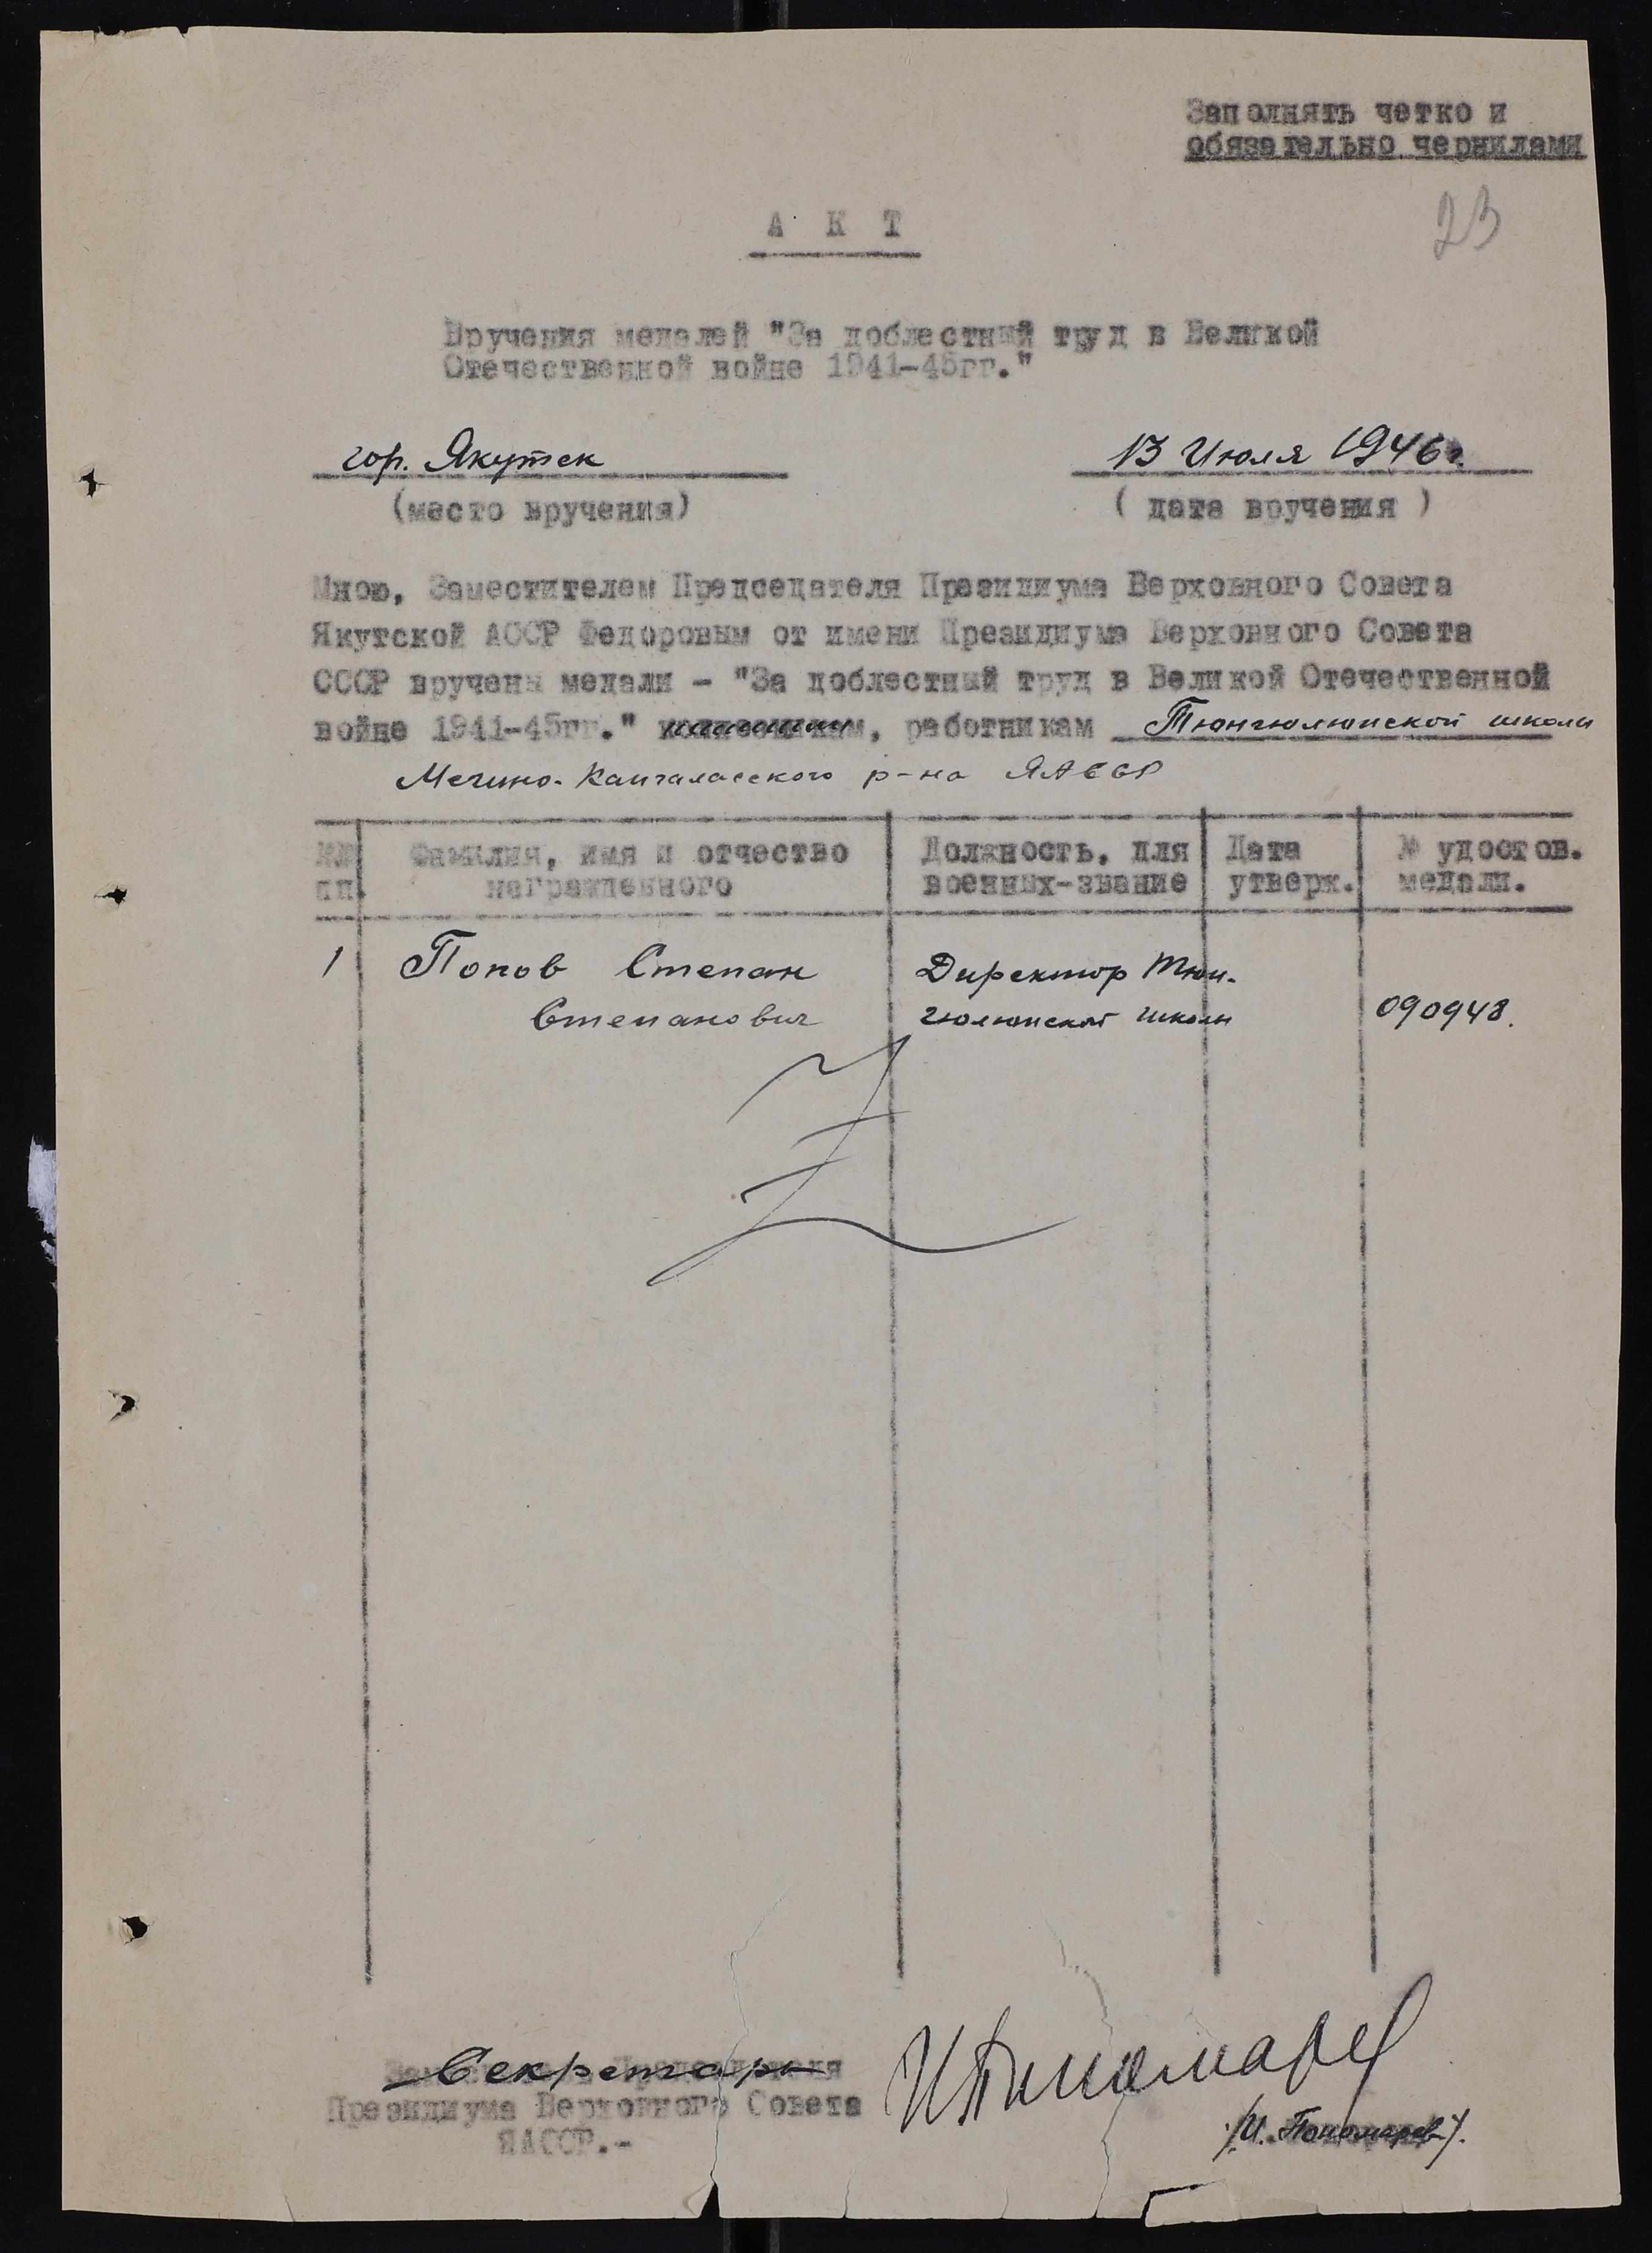 Заполнять четко и
обязательно чернилами
23
А К Т
Вручения медалей "За доблестный труд в Великой
Отечественной войне 1941-45гг."
гор. Якутск
13 Июля 1946г.
(место вручения)
( дата вручения )
Мною, Заместителем Председателя Президиума Верховного Совета
Якутской АССР Федоровым от имени Президиума Верховного Совета
СССР вручены медали - "За доблестный труд в Великой Отечественной
войне 1941-45гг." , работникам Тюнгюлюнской школы
Мегино-Кангаласского р-на ЯАССР
№№ Фамилия, имя и отчество Должность, для Дата № удостов.
пп. награжденного военных-звание утверж. медали.
1 Попов Степан Директор Тюн-
Степанович гюлюнской школы 090948.
Секретарь
Президиума Верховного Совета
ЯАССР.-
И Пономарев
/И. Пономарев/.